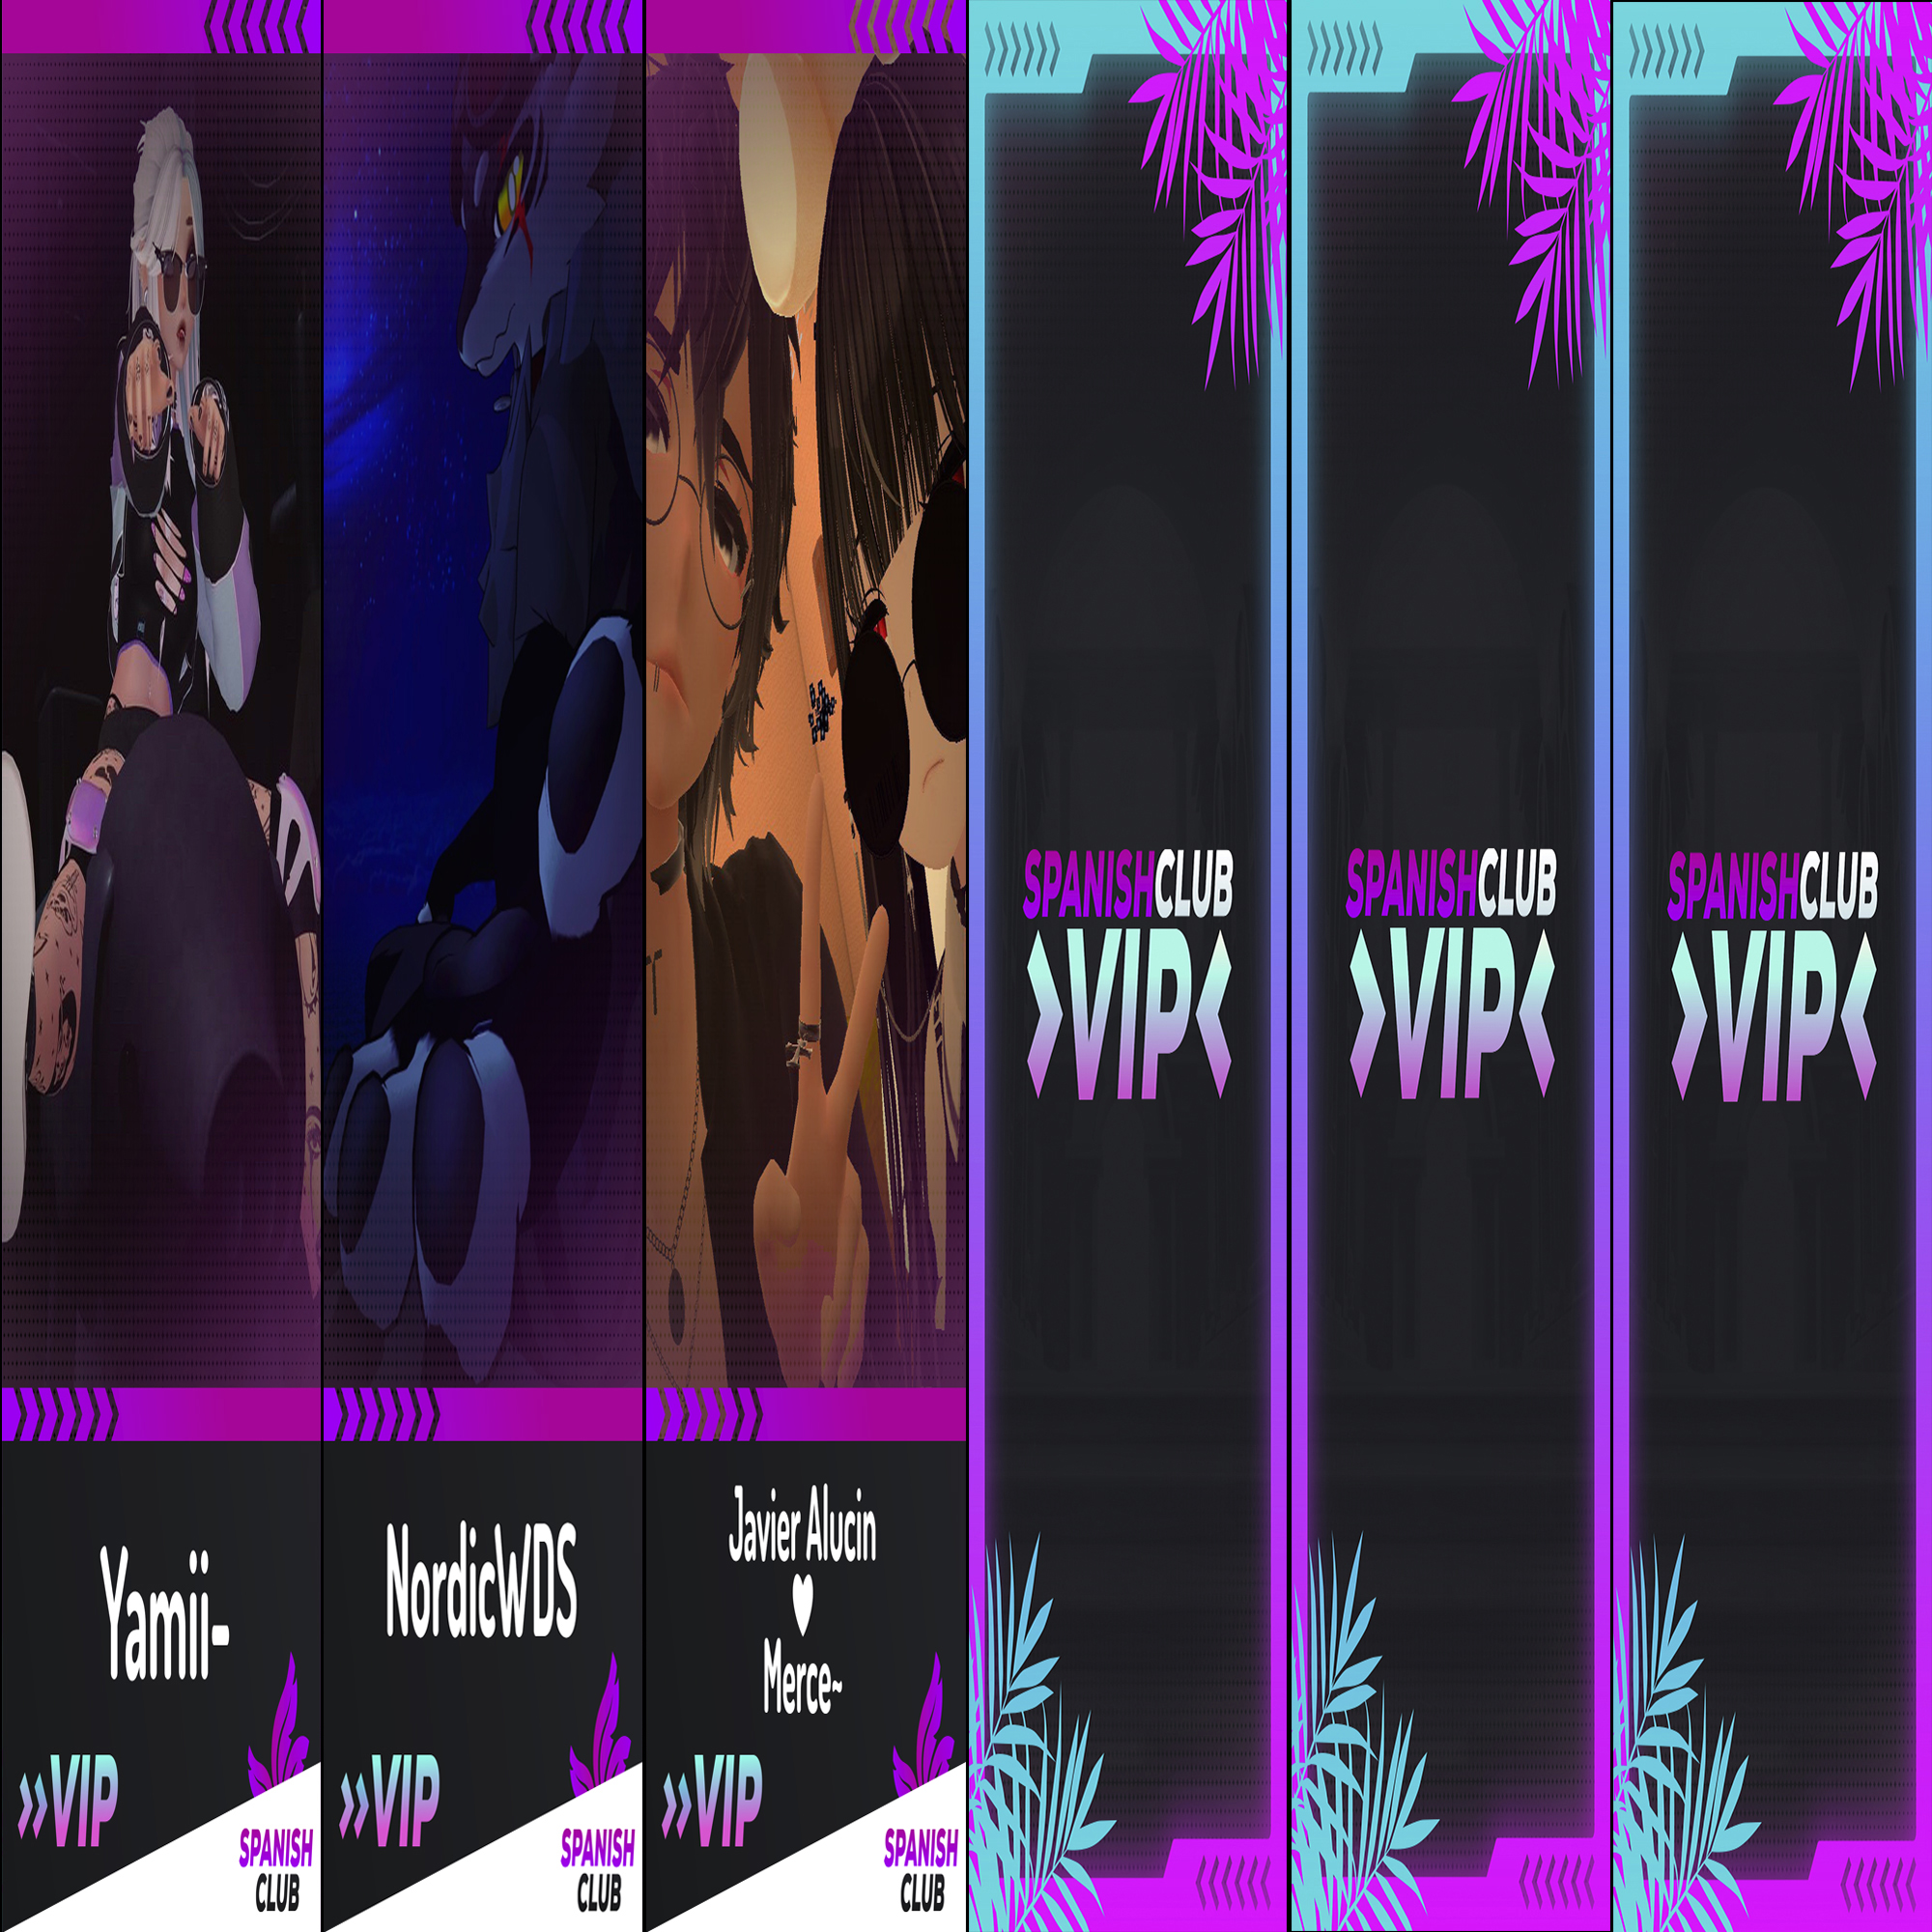 Yamii-
VIP
SPANISH
CLUB
NordicWDS
VIP
SPANISH
CLUB
Javier Alucin
♥
Merce~
VIP
SPANISH
CLUB
SPANISHCLUB
VIP
SPANISHCLUB
VIP
SPANISHCLUB
VIP